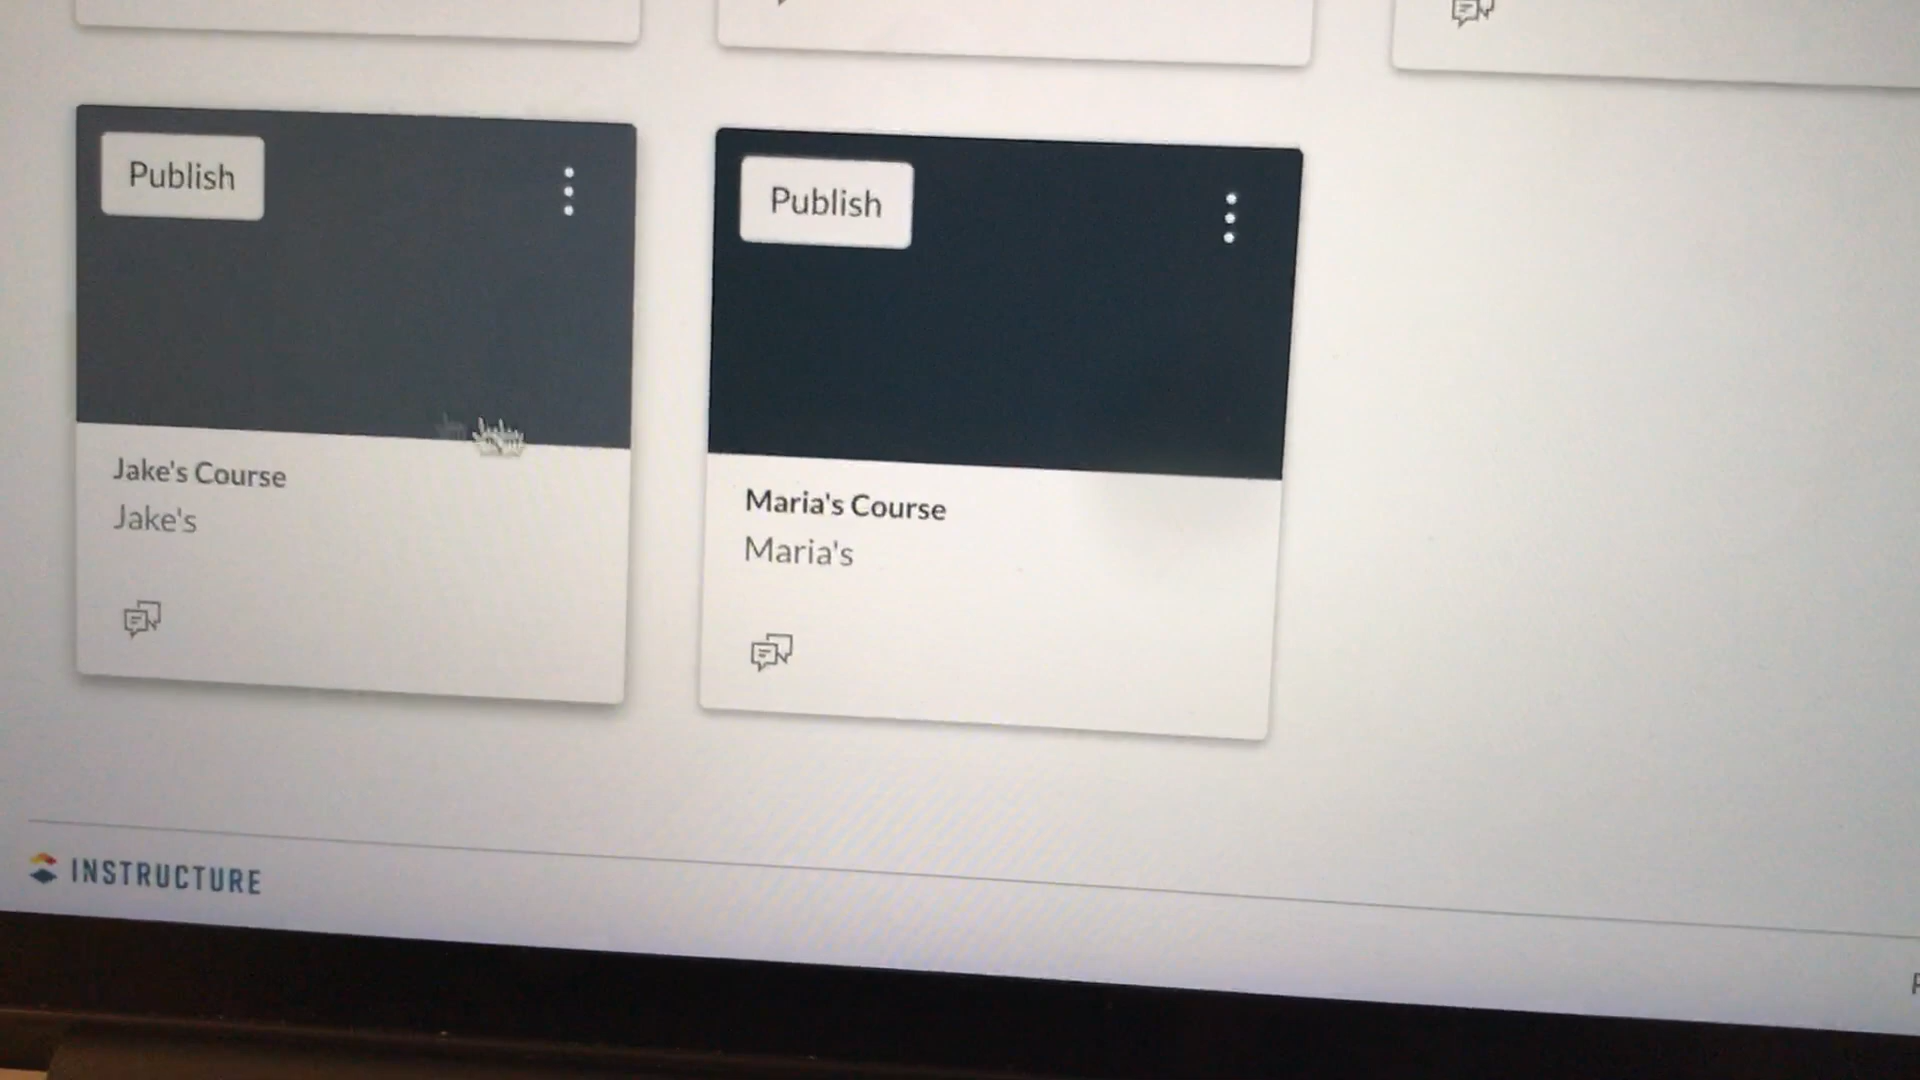 Publish
Jake's Course
Jake's
Publish
Maria's Course
Maria's
INSTRUCTURE